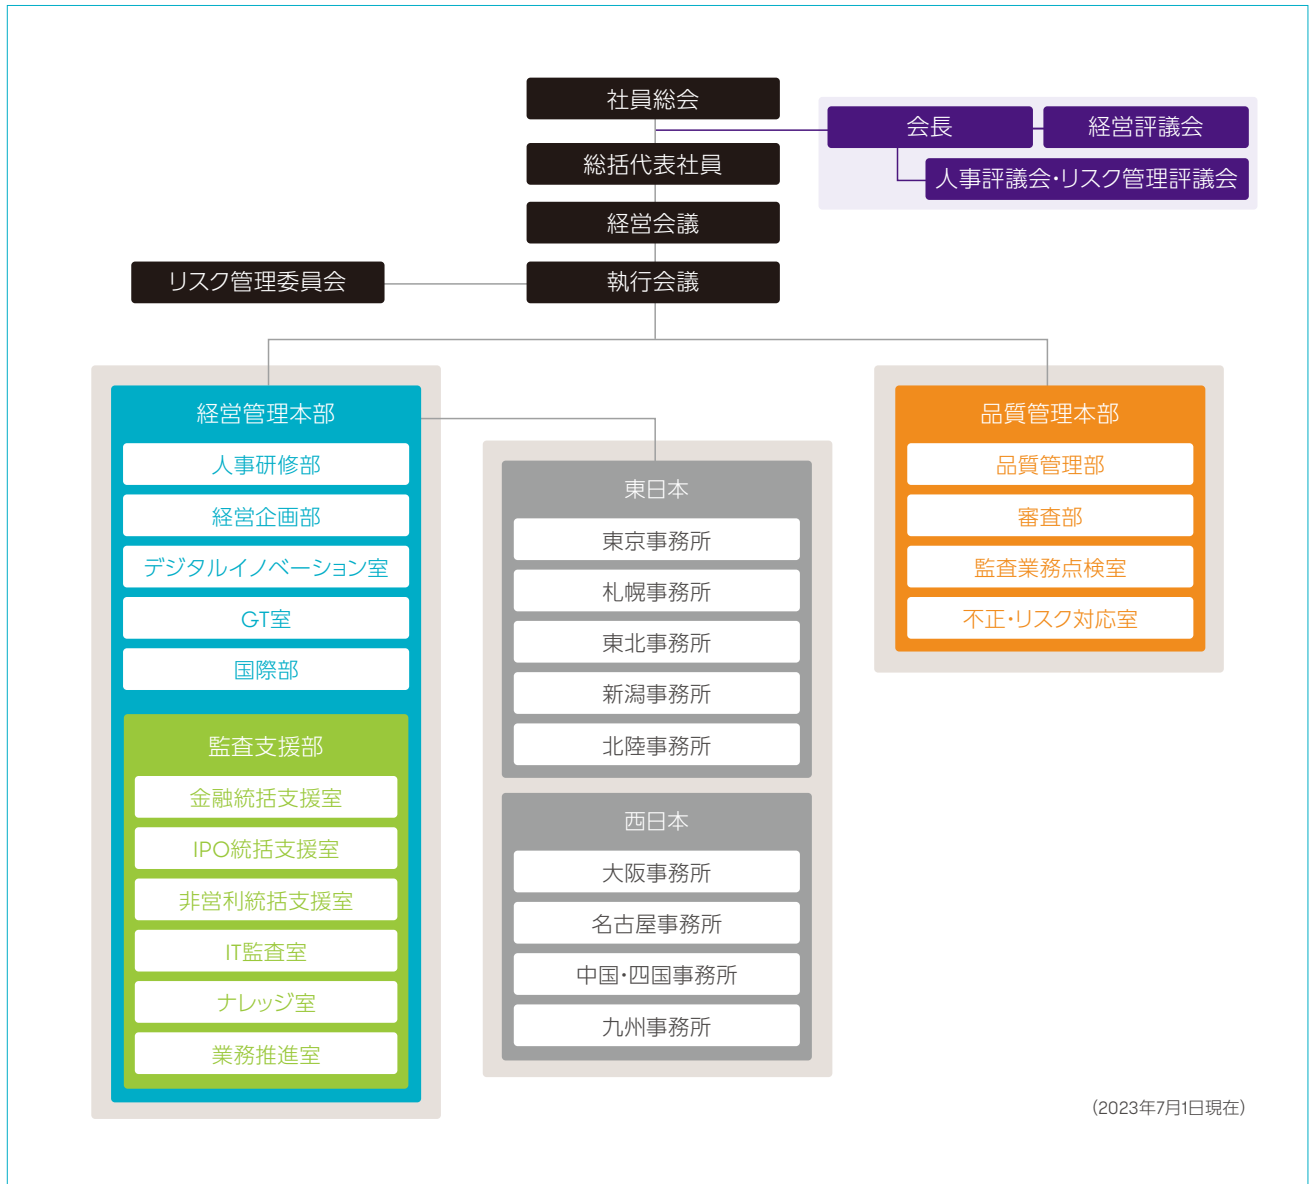 社員総会
会長
経営評議会
総括代表社員
人事評議会・リスク管理評議会
経営会議
リスク管理委員会
執行会議
経営管理本部
人事研修部
経営企画部
デジタルイノベーション室
GT室
国際部
監査支援部
金融統括支援室
IPO統括支援室
非営利統括支援室
IT監査室
ナレッジ室
業務推進室
東日本
東京事務所
札幌事務所
東北事務所
新潟事務所
北陸事務所
西日本
大阪事務所
名古屋事務所
中国・四国事務所
九州事務所
品質管理本部
品質管理部
審査部
監査業務点検室
不正・リスク対応室
（2023年7月1日現在）